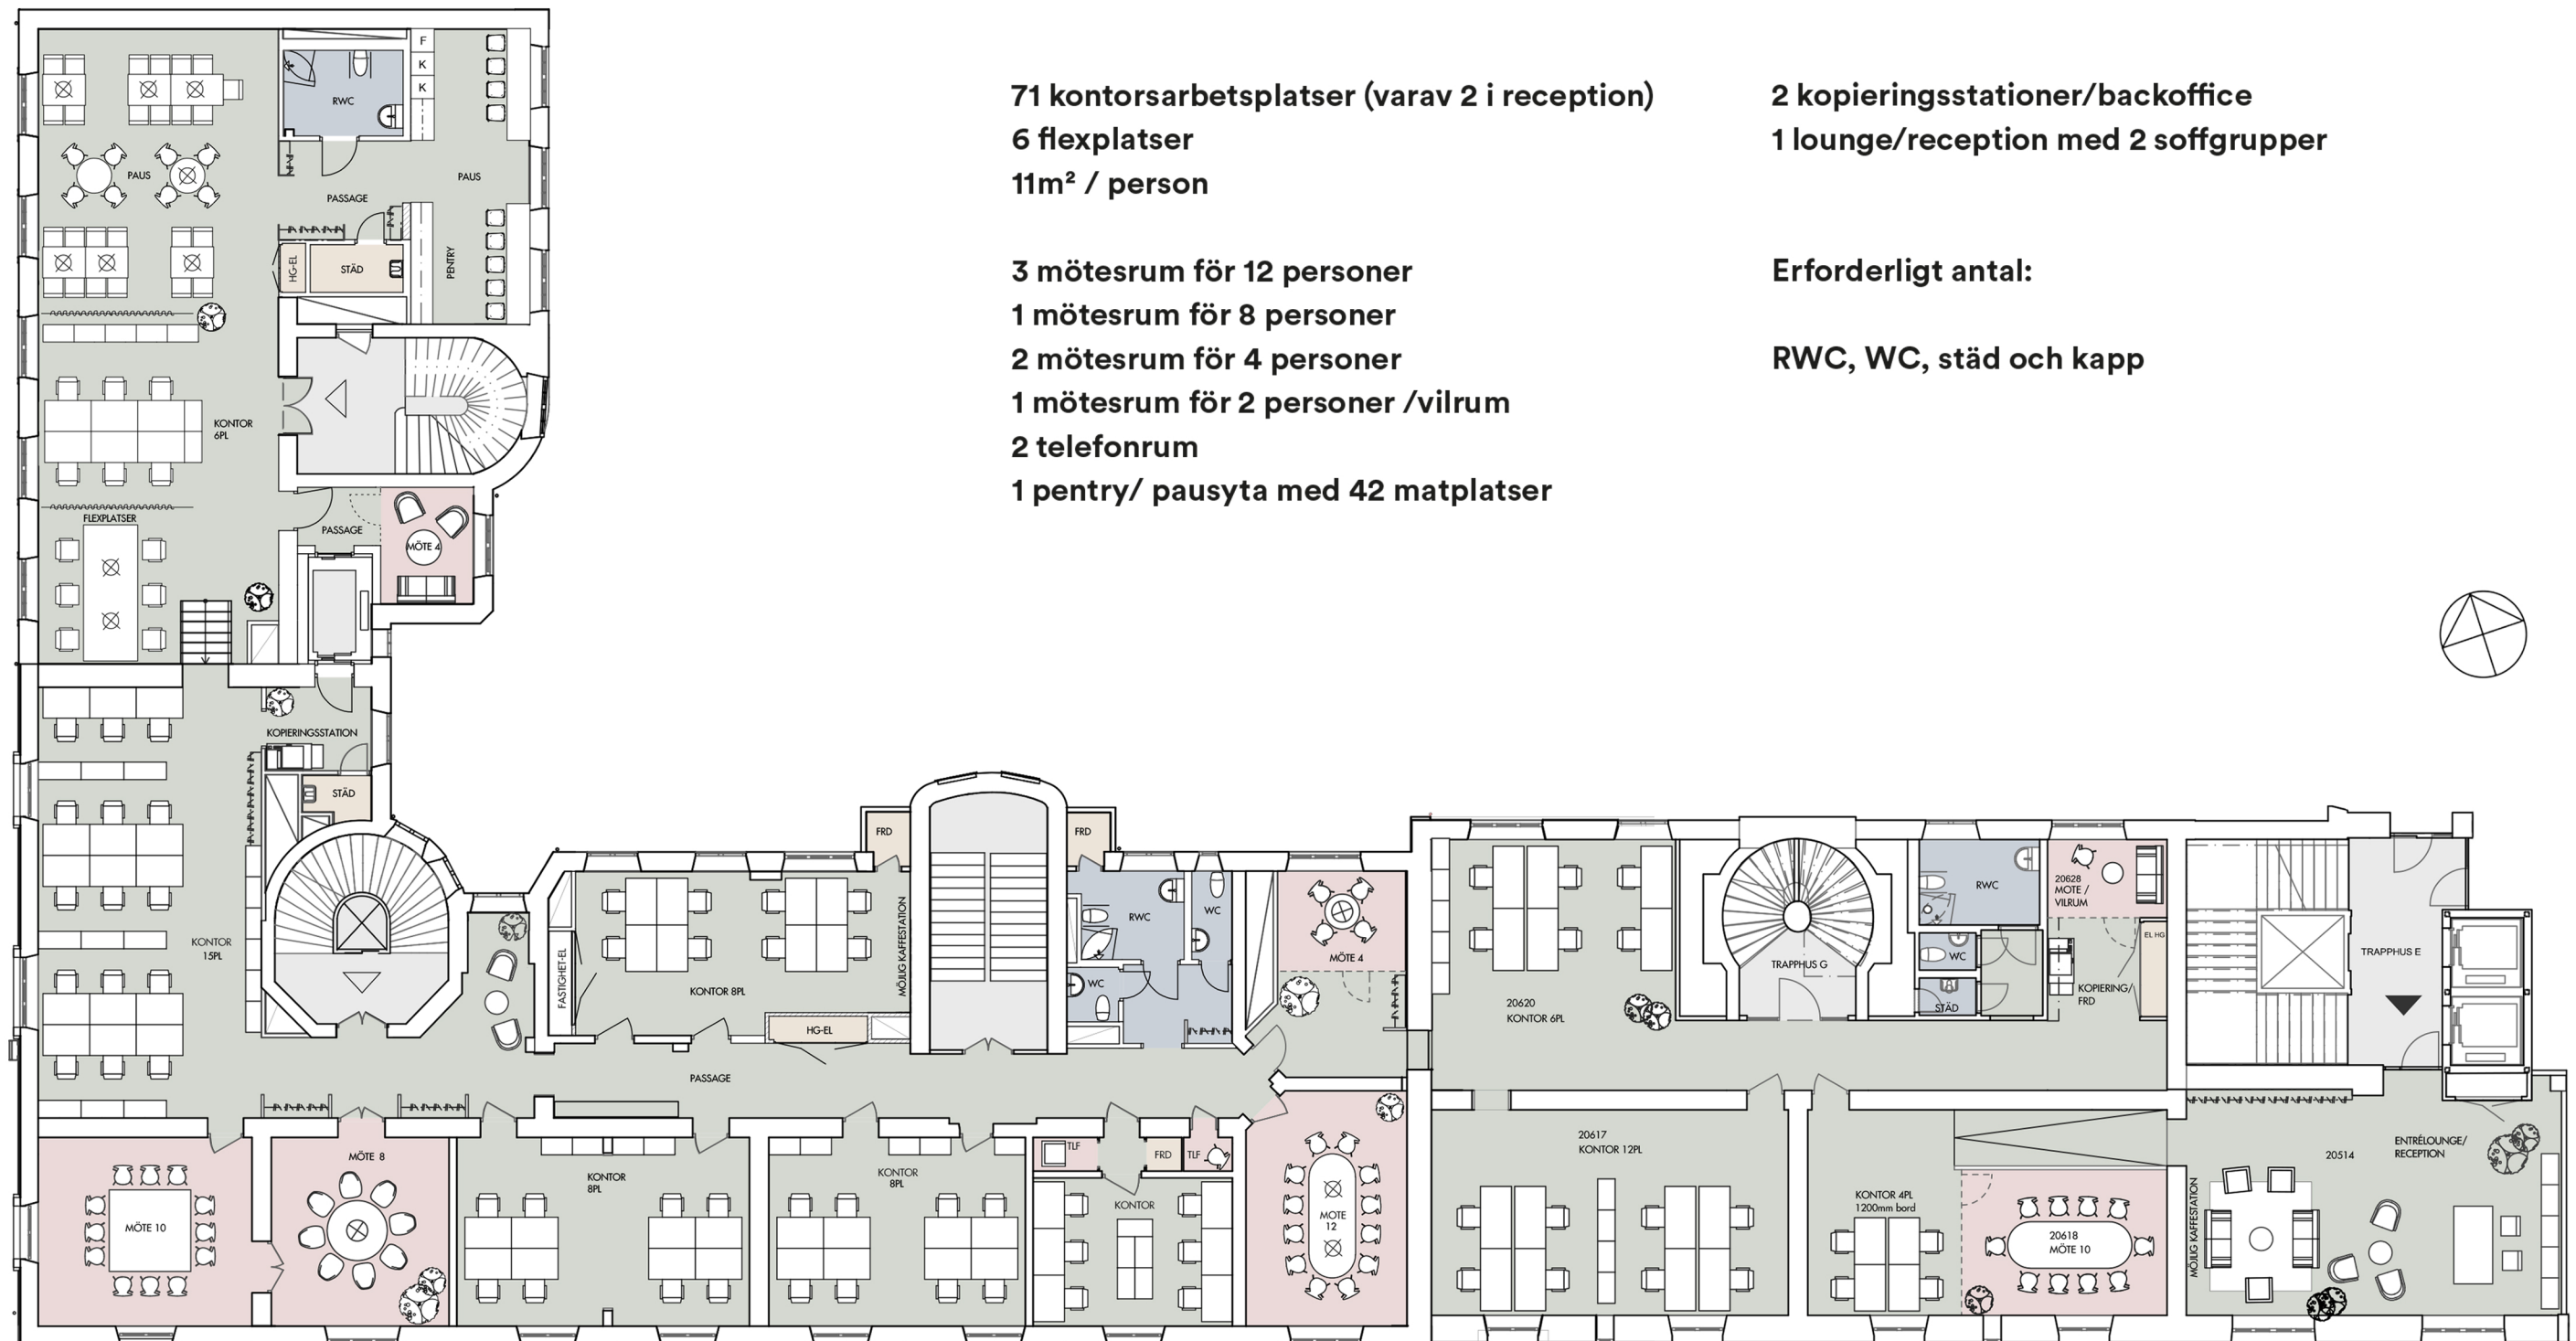 71 kontorsarbetsplatser (varav 2 i reception)
6 flexplatser
11m² / person
3 mötesrum för 12 personer
1 mötesrum för 8 personer
2 mötesrum för 4 personer
1 mötesrum för 2 personer /vilrum
2 telefonrum
1 pentry/ pausyta med 42 matplatser
2 kopieringsstationer/backoffice
1 lounge/reception med 2 soffgrupper
Erforderligt antal:
RWC, WC, städ och kapp
F
K
K
RWC
PAUS
PASSAGE
PAUS
HG-EL
STÄD
PENTRY
KONTOR
6PL
FLEXPLATSER
PASSAGE
MÖTE 4
KOPIERINGSSTATION
STÄD
KONTOR
15PL
FRD
FRD
FASTIGHET-EL
KONTOR 8PL
MÖJLIG KAFFESTATION
HG-EL
RWC
WC
WC
MÖTE 4
PASSAGE
MÖTE 10
MÖTE 8
KONTOR
8PL
KONTOR
8PL
TLF
FRD
TLF
KONTOR
MOTE
12
20620
KONTOR 6PL
TRAPPHUS G
RWC
WC
STÄD
20628
MOTE /
VILRUM
EL HG
KOPIERING/
FRD
TRAPPHUS E
20617
KONTOR 12PL
KONTOR 4PL
1200mm bord
20618
MÖTE 10
MÖJLIG KAFFESTATION
20514
ENTRÉLOUNGE/
RECEPTION